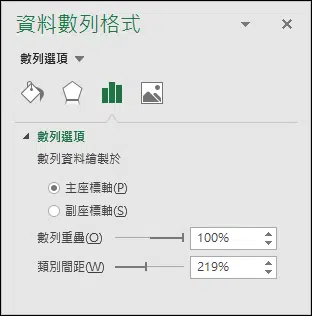 資料數列格式
數列選項
數列選項
數列資料繪製於
主座標軸(P)
副座標軸(S)
數列重疊(O) 100%
類別間距(W) 219%